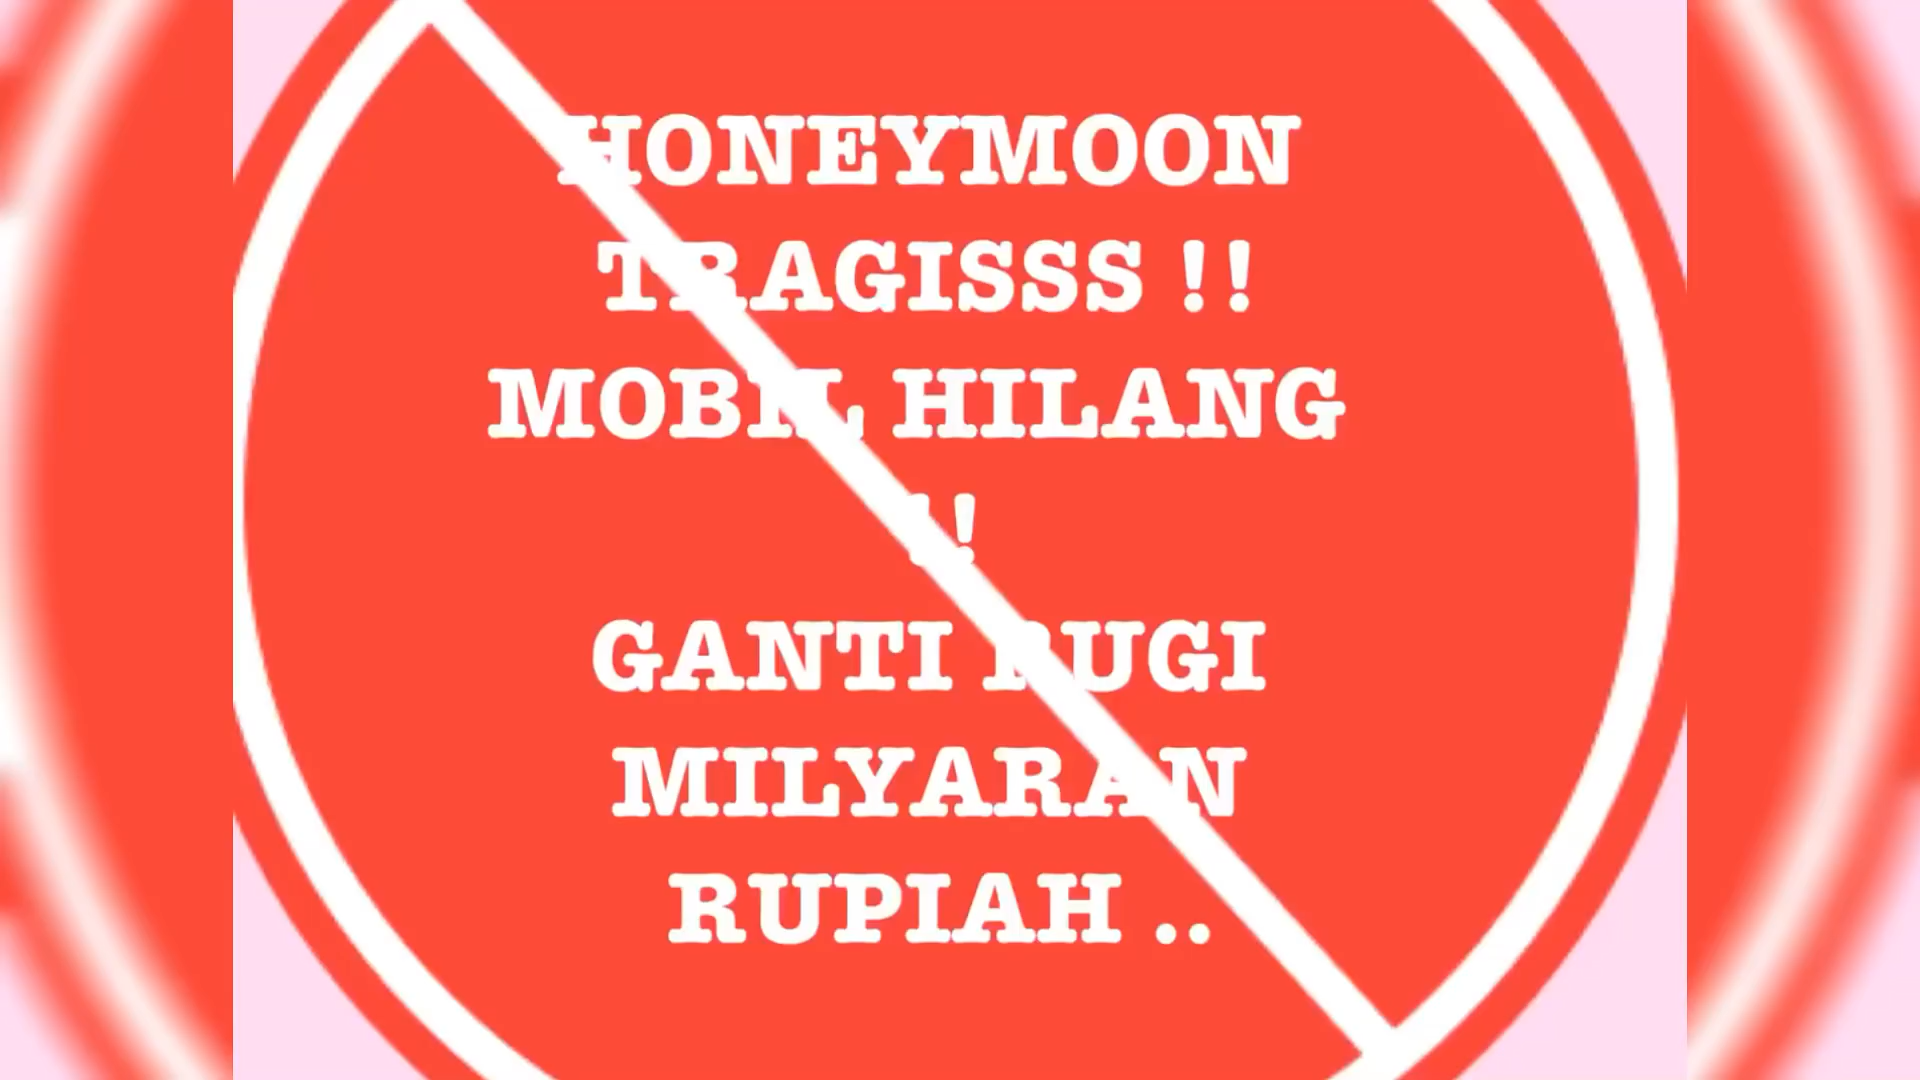 HONEYMOON
TRAGISSS !!
MOBIL HILANG
!!
GANTI RUGI
MILYARAN
RUPIAH ..